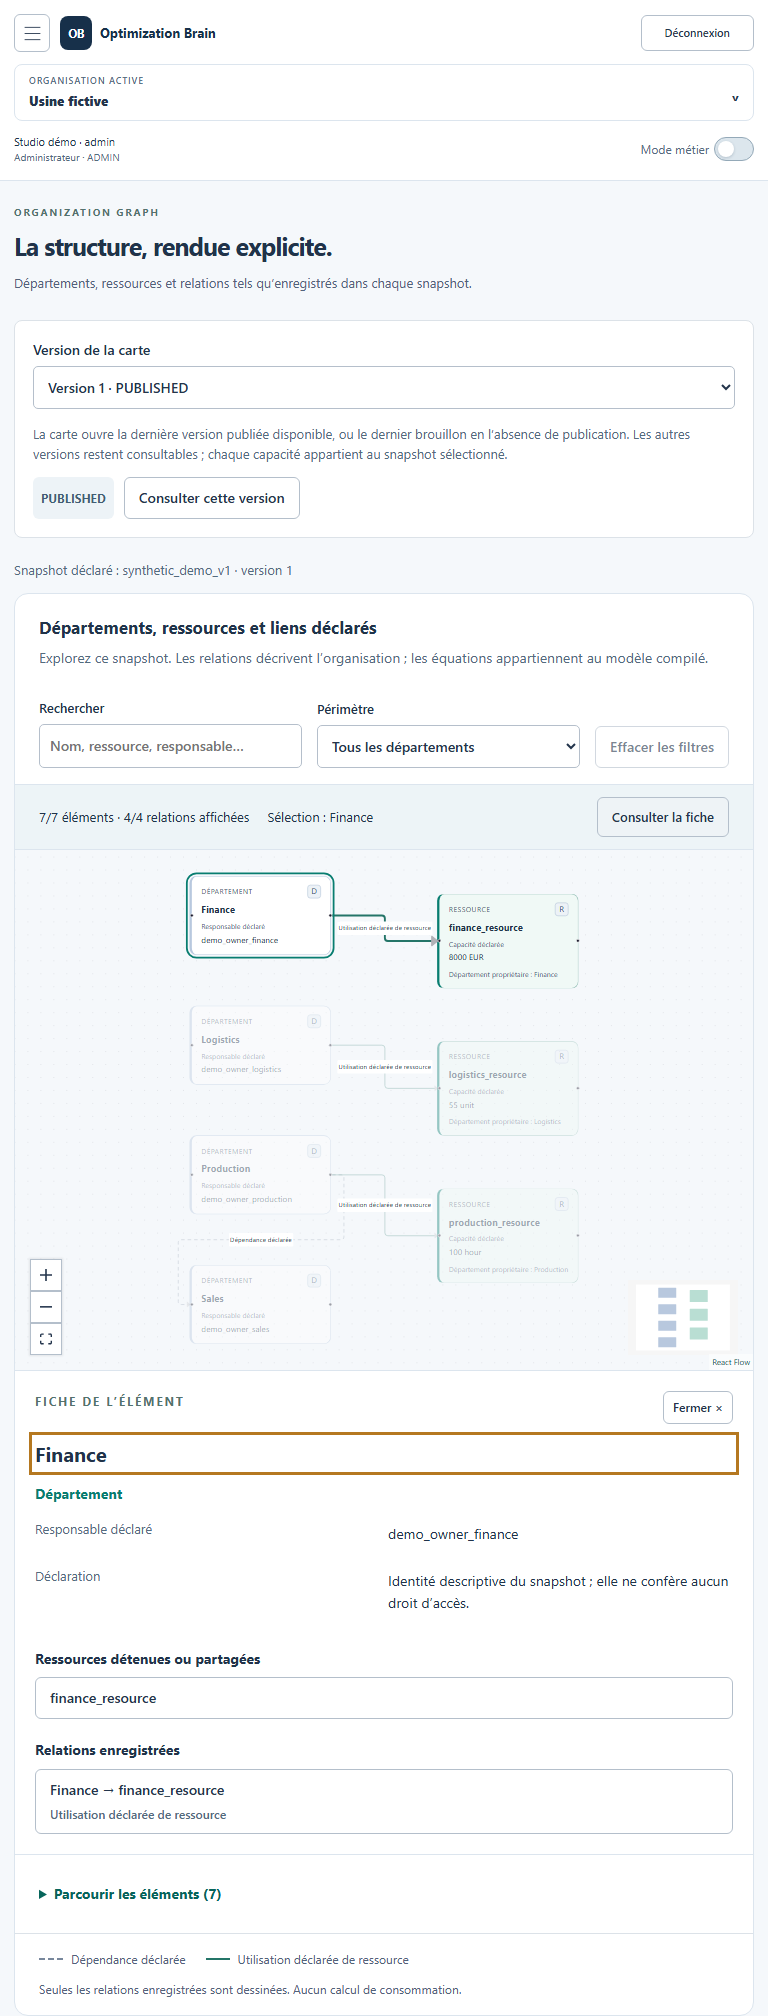 OB Optimization Brain
Déconnexion
ORGANISATION ACTIVE
Usine fictive
v
Studio démo · admin
Administrateur · ADMIN
Mode métier
ORGANIZATION GRAPH
La structure, rendue explicite.
Départements, ressources et relations tels qu’enregistrés dans chaque snapshot.
Version de la carte
Version 1 · PUBLISHED
La carte ouvre la dernière version publiée disponible, ou le dernier brouillon en l’absence de publication. Les autres
versions restent consultables ; chaque capacité appartient au snapshot sélectionné.
PUBLISHED
Consulter cette version
Snapshot déclaré : synthetic_demo_v1 · version 1
Départements, ressources et liens déclarés
Explorez ce snapshot. Les relations décrivent l’organisation ; les équations appartiennent au modèle compilé.
Rechercher
Nom, ressource, responsable...
Périmètre
Tous les départements
Effacer les filtres
7/7 éléments · 4/4 relations affichées
Sélection : Finance
Consulter la fiche
DÉPARTEMENT D
Finance
Responsable déclaré
demo_owner_finance
Utilisation déclarée de ressource
RESSOURCE R
finance_resource
Capacité déclarée
8000 EUR
Département propriétaire : Finance
DÉPARTEMENT D
Logistics
Responsable déclaré
demo_owner_logistics
Utilisation déclarée de ressource
RESSOURCE R
logistics_resource
Capacité déclarée
55 unit
Département propriétaire : Logistics
DÉPARTEMENT D
Production
Responsable déclaré
demo_owner_production
Utilisation déclarée de ressource
RESSOURCE R
production_resource
Capacité déclarée
100 hour
Département propriétaire : Production
Dépendance déclarée
DÉPARTEMENT D
Sales
Responsable déclaré
demo_owner_sales
React Flow
FICHE DE L’ÉLÉMENT
Fermer ×
Finance
Département
Responsable déclaré
demo_owner_finance
Déclaration
Identité descriptive du snapshot ; elle ne confère aucun
droit d’accès.
Ressources détenues ou partagées
finance_resource
Relations enregistrées
Finance → finance_resource
Utilisation déclarée de ressource
Parcourir les éléments (7)
Dépendance déclarée
Utilisation déclarée de ressource
Seules les relations enregistrées sont dessinées. Aucun calcul de consommation.